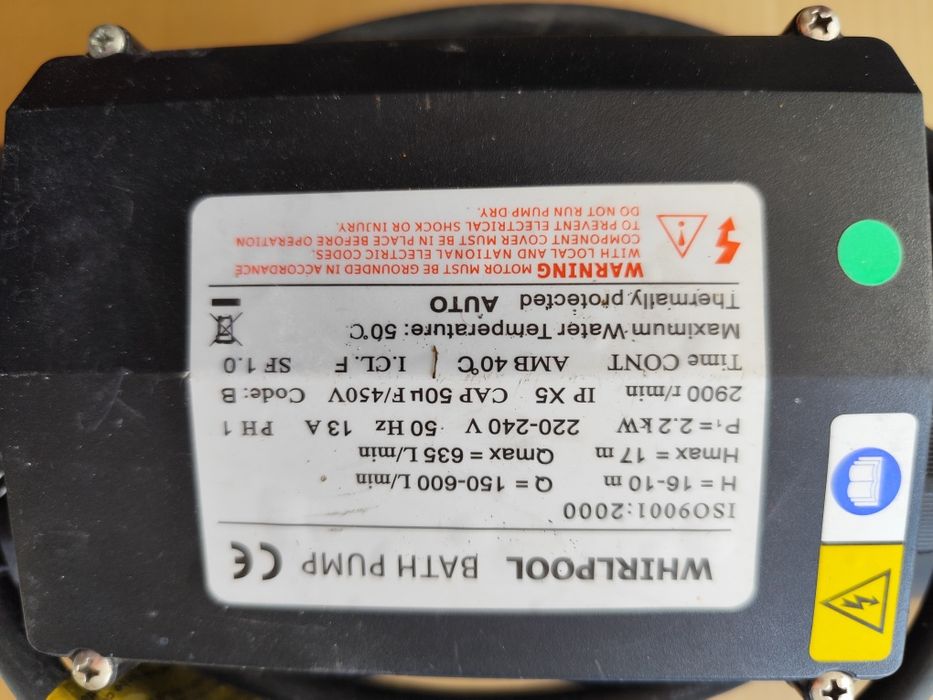 WHIRLPOOL BATH PUMP CE
ISO9001:2000
H = 16-10 m Q = 150-600 L/min
Hmax = 17 m Qmax = 635 L/min
P₁= 2.2 kW 220-240 V 50 Hz 13 A PH 1
2900 r/min IP X5 CAP 50μF/450V Code: B
Time CONT AMB 40℃ I.CL. F SF 1.0
Maximum Water Temperature: 50℃
Thermally protected AUTO
WARNING MOTOR MUST BE GROUNDED IN ACCORDANCE
WITH LOCAL AND NATIONAL ELECTRIC CODES.
COMPONENT COVER MUST BE IN PLACE BEFORE OPERATION
TO PREVENT ELECTRICAL SHOCK OR INJURY.
DO NOT RUN PUMP DRY.